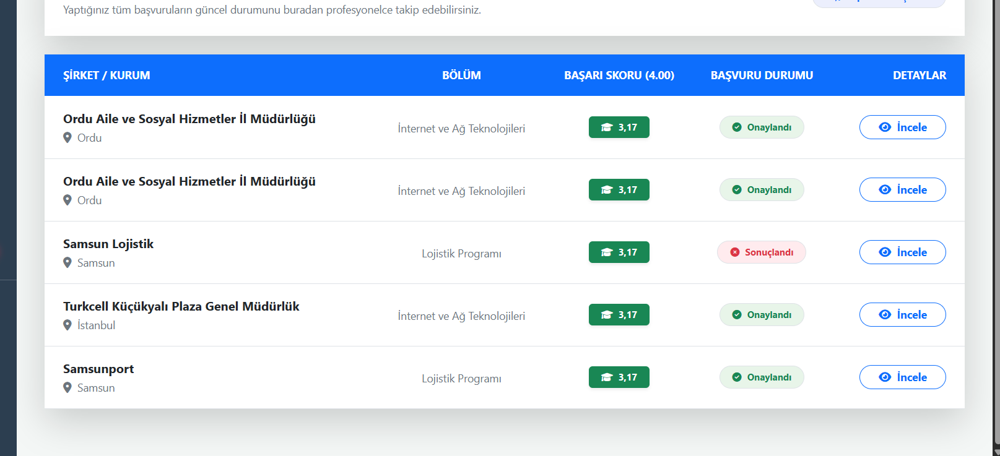 Yaptığınız tüm başvuruların güncel durumunu buradan profesyonelce takip edebilirsiniz.
ŞİRKET / KURUM BÖLÜM BAŞARI SKORU (4.00) BAŞVURU DURUMU DETAYLAR
Ordu Aile ve Sosyal Hizmetler İl Müdürlüğü
Ordu
İnternet ve Ağ Teknolojileri 3,17 Onaylandı İncele
Ordu Aile ve Sosyal Hizmetler İl Müdürlüğü
Ordu
İnternet ve Ağ Teknolojileri 3,17 Onaylandı İncele
Samsun Lojistik
Samsun
Lojistik Programı 3,17 Sonuçlandı İncele
Turkcell Küçükyalı Plaza Genel Müdürlük
İstanbul
İnternet ve Ağ Teknolojileri 3,17 Onaylandı İncele
Samsunport
Samsun
Lojistik Programı 3,17 Onaylandı İncele